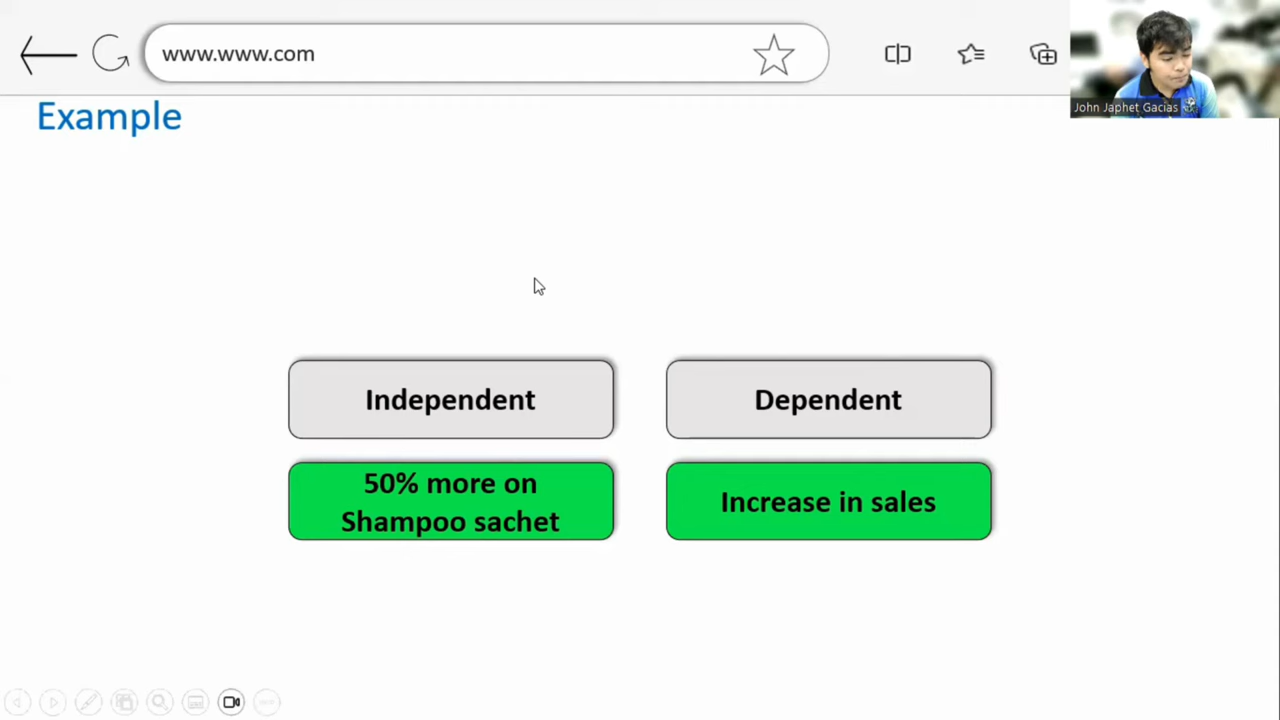 www.www.com
John Japhet Gacias
Example
Independent
Dependent
50% more on
Shampoo sachet
Increase in sales